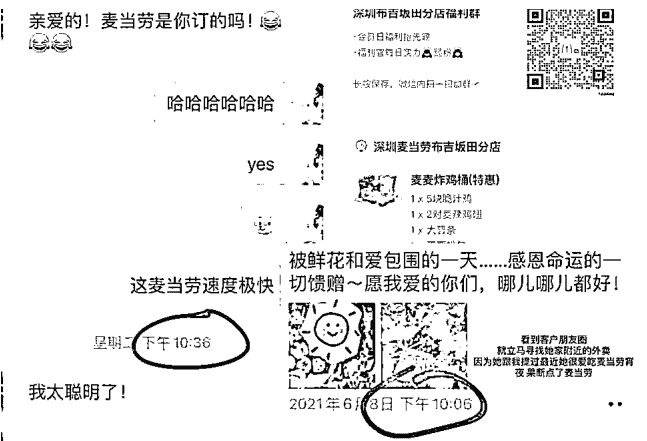 亲爱的！麦当劳是你订的吗！
哈哈哈哈哈哈
yes
这麦当劳速度极快
星期二 下午10:36
我太聪明了！
深圳布吉坂田分店福利群
深圳麦当劳布吉坂田分店
麦麦炸鸡桶(特惠)
1 x 5块脆汁鸡
1 x 2对麦辣鸡翅
1 x 大薯条
被鲜花和爱包围的一天......感恩命运的一
切馈赠～愿我爱的你们，哪儿哪儿都好！
2021年6月8日 下午10:06
看到客户朋友圈
就立马寻找她家附近的外卖
因为她跟我提过最近她很爱吃麦当劳宵
夜 果断点了麦当劳